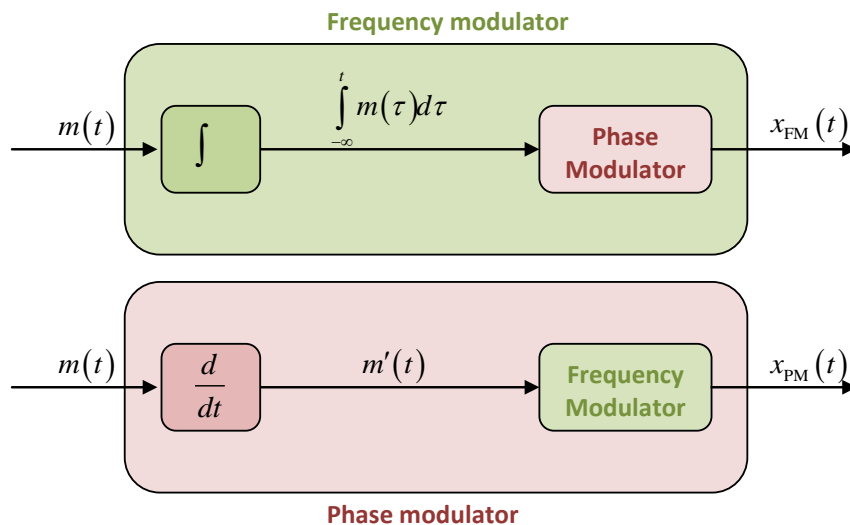 Frequency modulator
m(t)
∫
∫_{-∞}^{t} m(τ)dτ
Phase
Modulator
x_FM(t)
m(t)
d/dt
m′(t)
Frequency
Modulator
x_PM(t)
Phase modulator